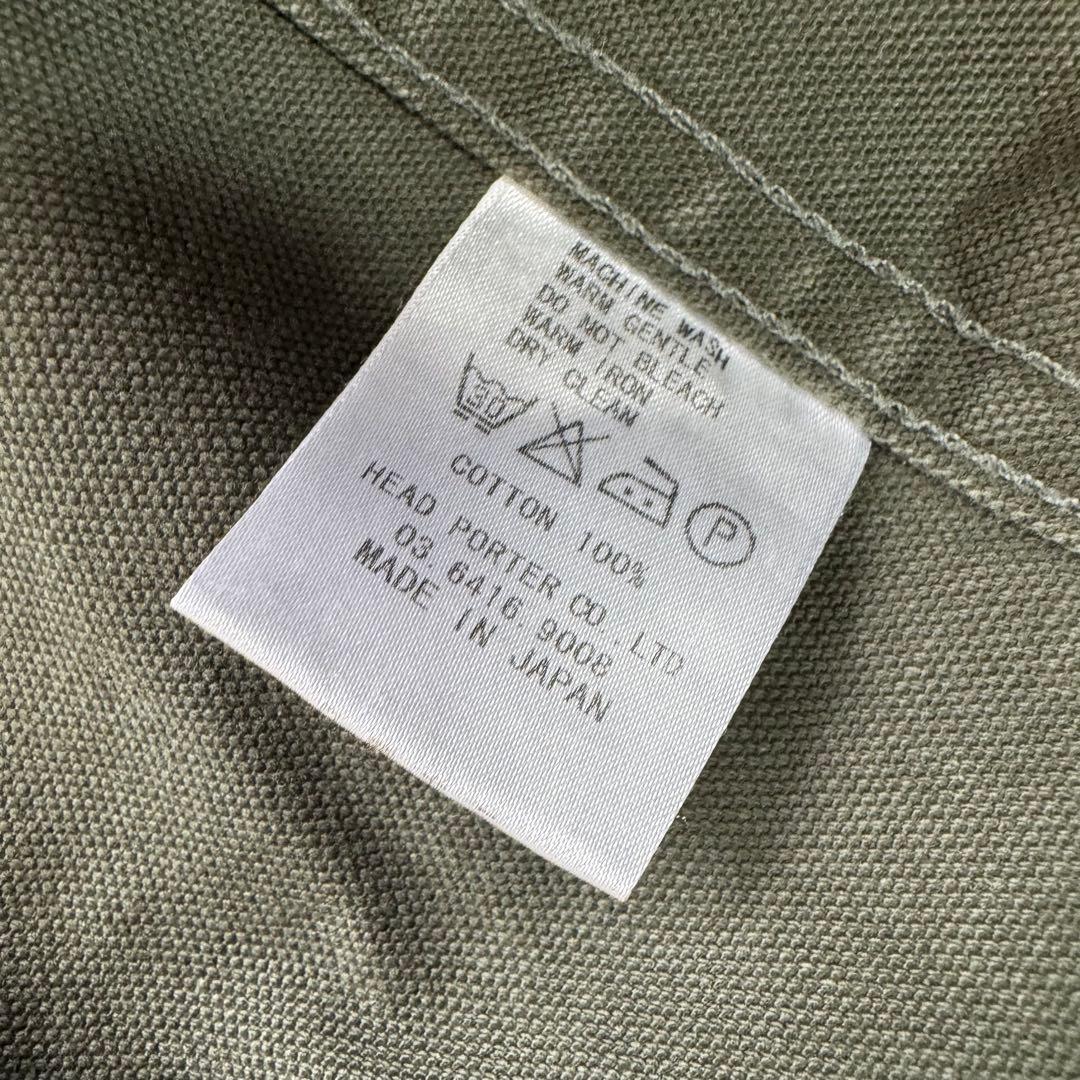 MACHINE WASH
WARM GENTLE
DO NOT BLEACH
WARM IRON
DRY CLEAN
30 P
COTTON 100%
HEAD PORTER CO.,LTD
03.6416.9008
MADE IN JAPAN